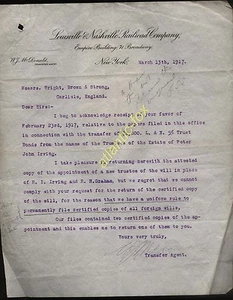 Louisville & Nashville Railroad Company,
Empire Building, 71 Broadway,
W.J. McDonald,
New York, March 15th, 1917.
Messrs. Wright, Brown & Strong,
Carlisle, England.
Dear Sirs:-
I beg to acknowledge receipt of your favor of
February 23rd, 1917, relative to the papers filed in this office
in connection with the transfer of 000. L. & N. 5% Trust
Bonds from the name of the Trustees of the Estate of Peter
John Irving.
I take pleasure in returning herewith the attested
copy of the appointment of a new trustee of the will in place
of R. I. Irving and B. M. Graham, but we regret that we cannot
comply with your request for the return of the certified copy
of the will, for the reason that we have a uniform rule to
permanently file certified copies of all foreign wills.
Our files contained two certified copies of the ap-
pointment and this enables us to return one of them to you.
Yours very truly,
Transfer Agent.